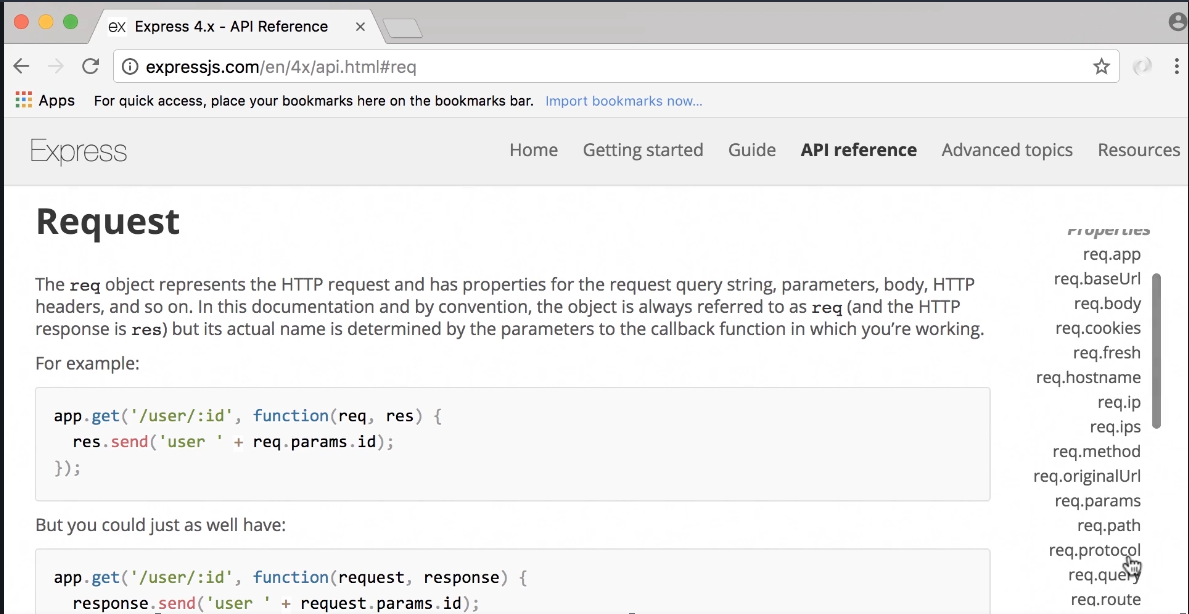 ex Express 4.x - API Reference
expressjs.com/en/4x/api.html#req
Apps For quick access, place your bookmarks here on the bookmarks bar. Import bookmarks now...
Express
Home Getting started Guide API reference Advanced topics Resources
Request
The req object represents the HTTP request and has properties for the request query string, parameters, body, HTTP
headers, and so on. In this documentation and by convention, the object is always referred to as req (and the HTTP
response is res) but its actual name is determined by the parameters to the callback function in which you’re working.
For example:
app.get('/user/:id', function(req, res) {
  res.send('user ' + req.params.id);
});
But you could just as well have:
app.get('/user/:id', function(request, response) {
  response.send('user ' + request.params.id);
Properties
req.app
req.baseUrl
req.body
req.cookies
req.fresh
req.hostname
req.ip
req.ips
req.method
req.originalUrl
req.params
req.path
req.protocol
req.query
req.route